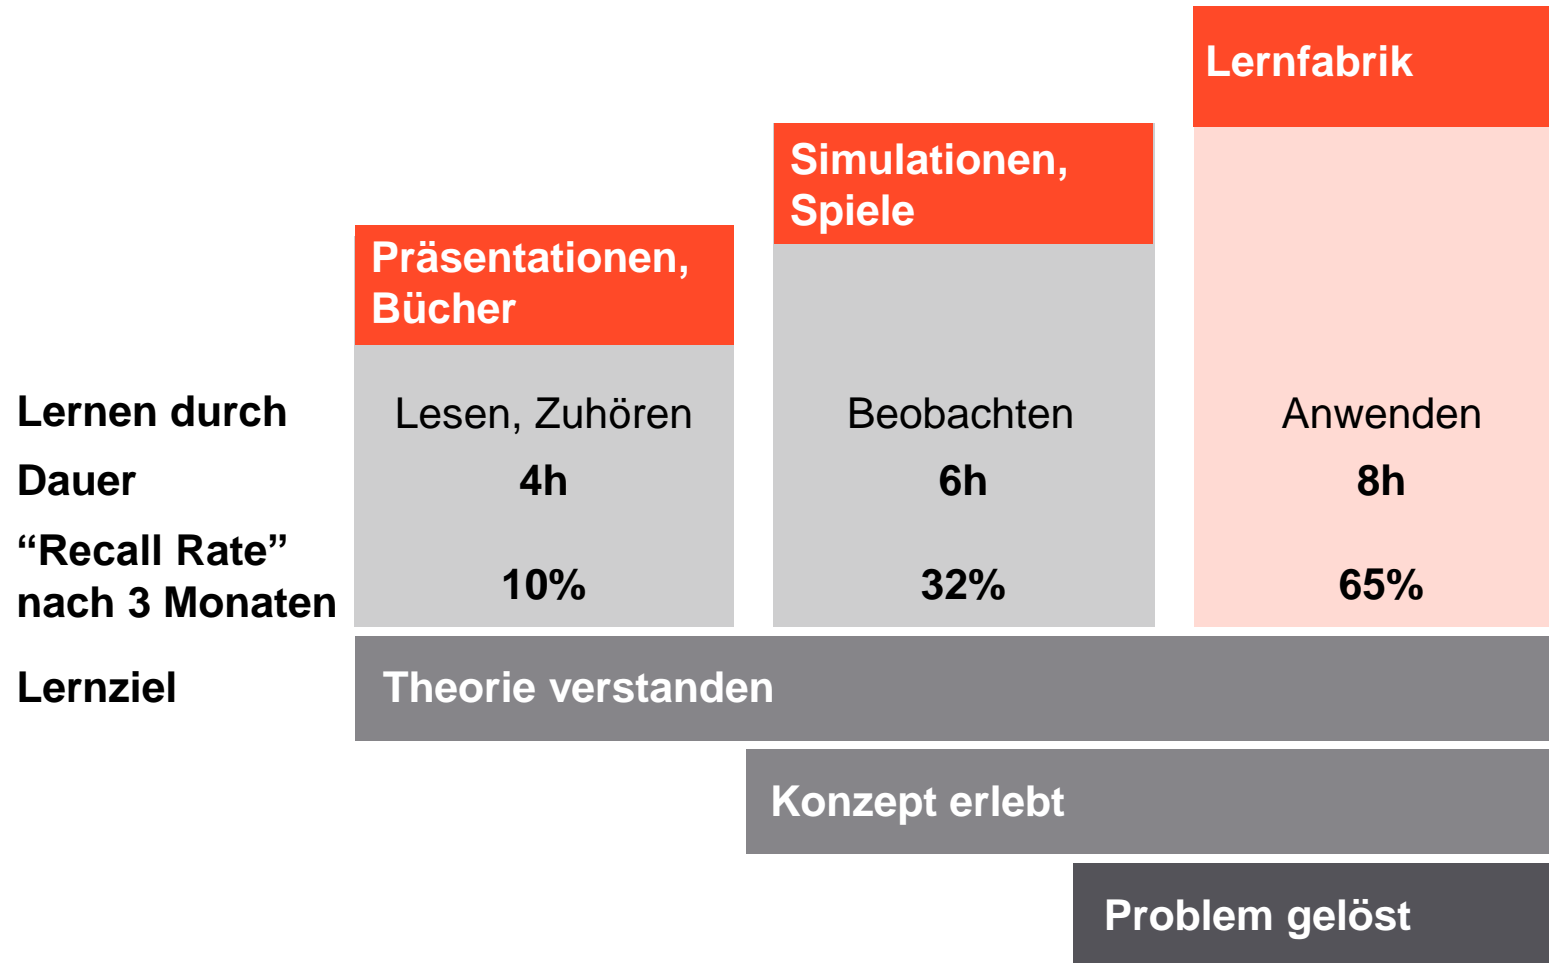 Lernfabrik
Simulationen,
Spiele
Präsentationen,
Bücher
Lernen durch Lesen, Zuhören Beobachten Anwenden
Dauer 4h 6h 8h
“Recall Rate”
nach 3 Monaten 10% 32% 65%
Lernziel Theorie verstanden
Konzept erlebt
Problem gelöst